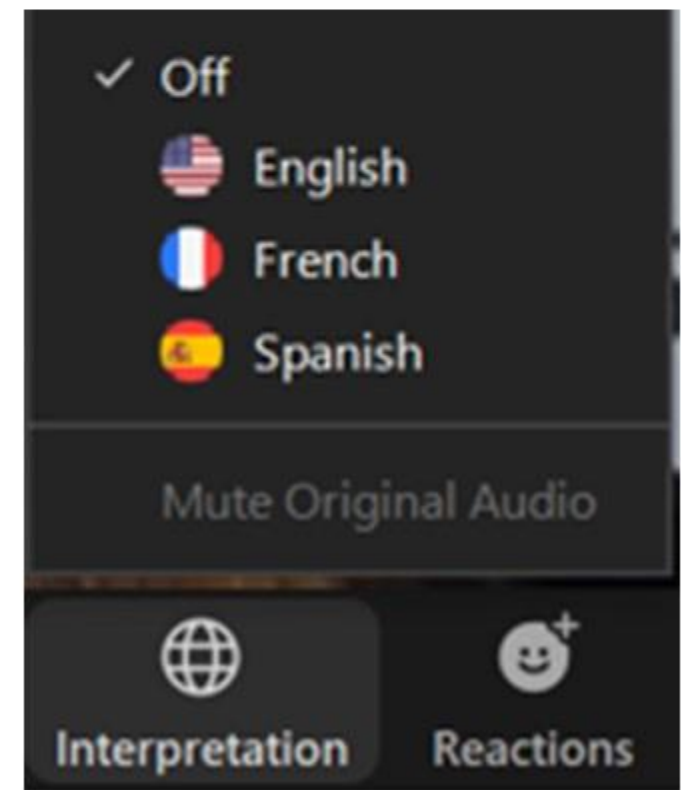 Off
English
French
Spanish
Mute Original Audio
Interpretation Reactions